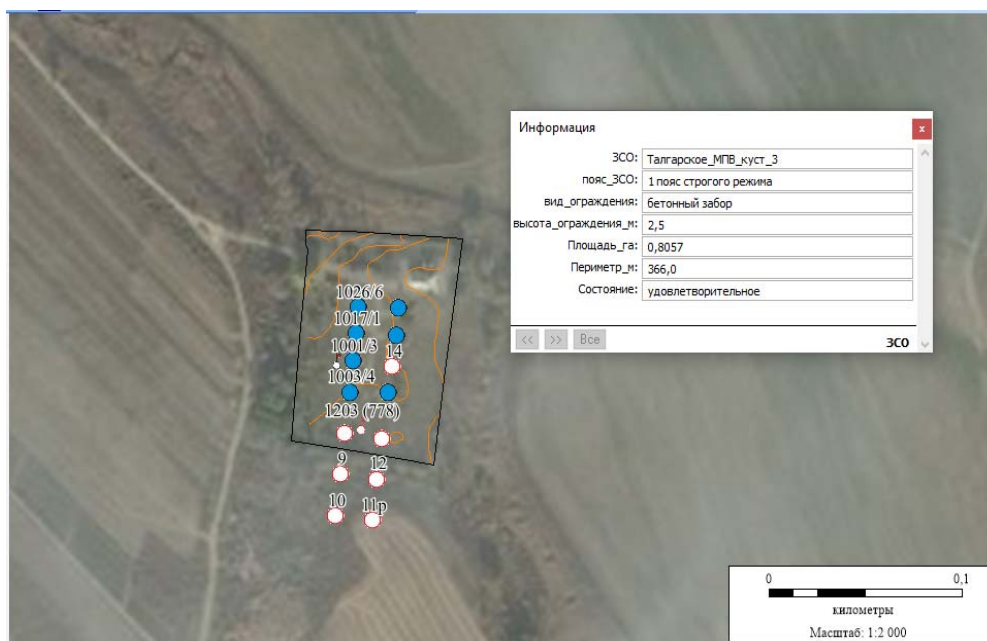 Информация
x
ЗСО: Талгарское_МПВ_куст_3
пояс_ЗСО: 1 пояс строгого режима
вид_ограждения: бетонный забор
высота_ограждения_м: 2,5
Площадь_га: 0,8057
Периметр_м: 366,0
Состояние: удовлетворительное
<< >> Все ЗСО
1026/6
1017/1
1001/3
14
1003/4
1203 (778)
9 12
10 11р
0 0,1
километры
Масштаб: 1:2 000